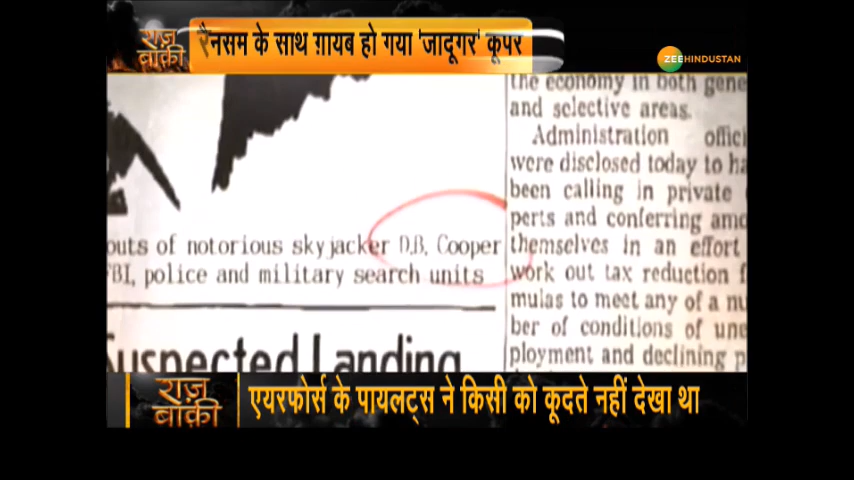 राज़
बाक़ी
रैनसम के साथ ग़ायब हो गया 'जादूगर' कूपर
ZEE HINDUSTAN
outs of notorious skyjacker D.B. Cooper
FBI, police and military search units
Suspected Landing
the economy in both gene
and selective areas.
Administration offici
were disclosed today to ha
been calling in private
perts and conferring amo
themselves in an effort
work out tax reduction f
mulas to meet any of a nu
ber of conditions of une
ployment and declining p
राज़
बाक़ी
एयरफोर्स के पायलट्स ने किसी को कूदते नहीं देखा था